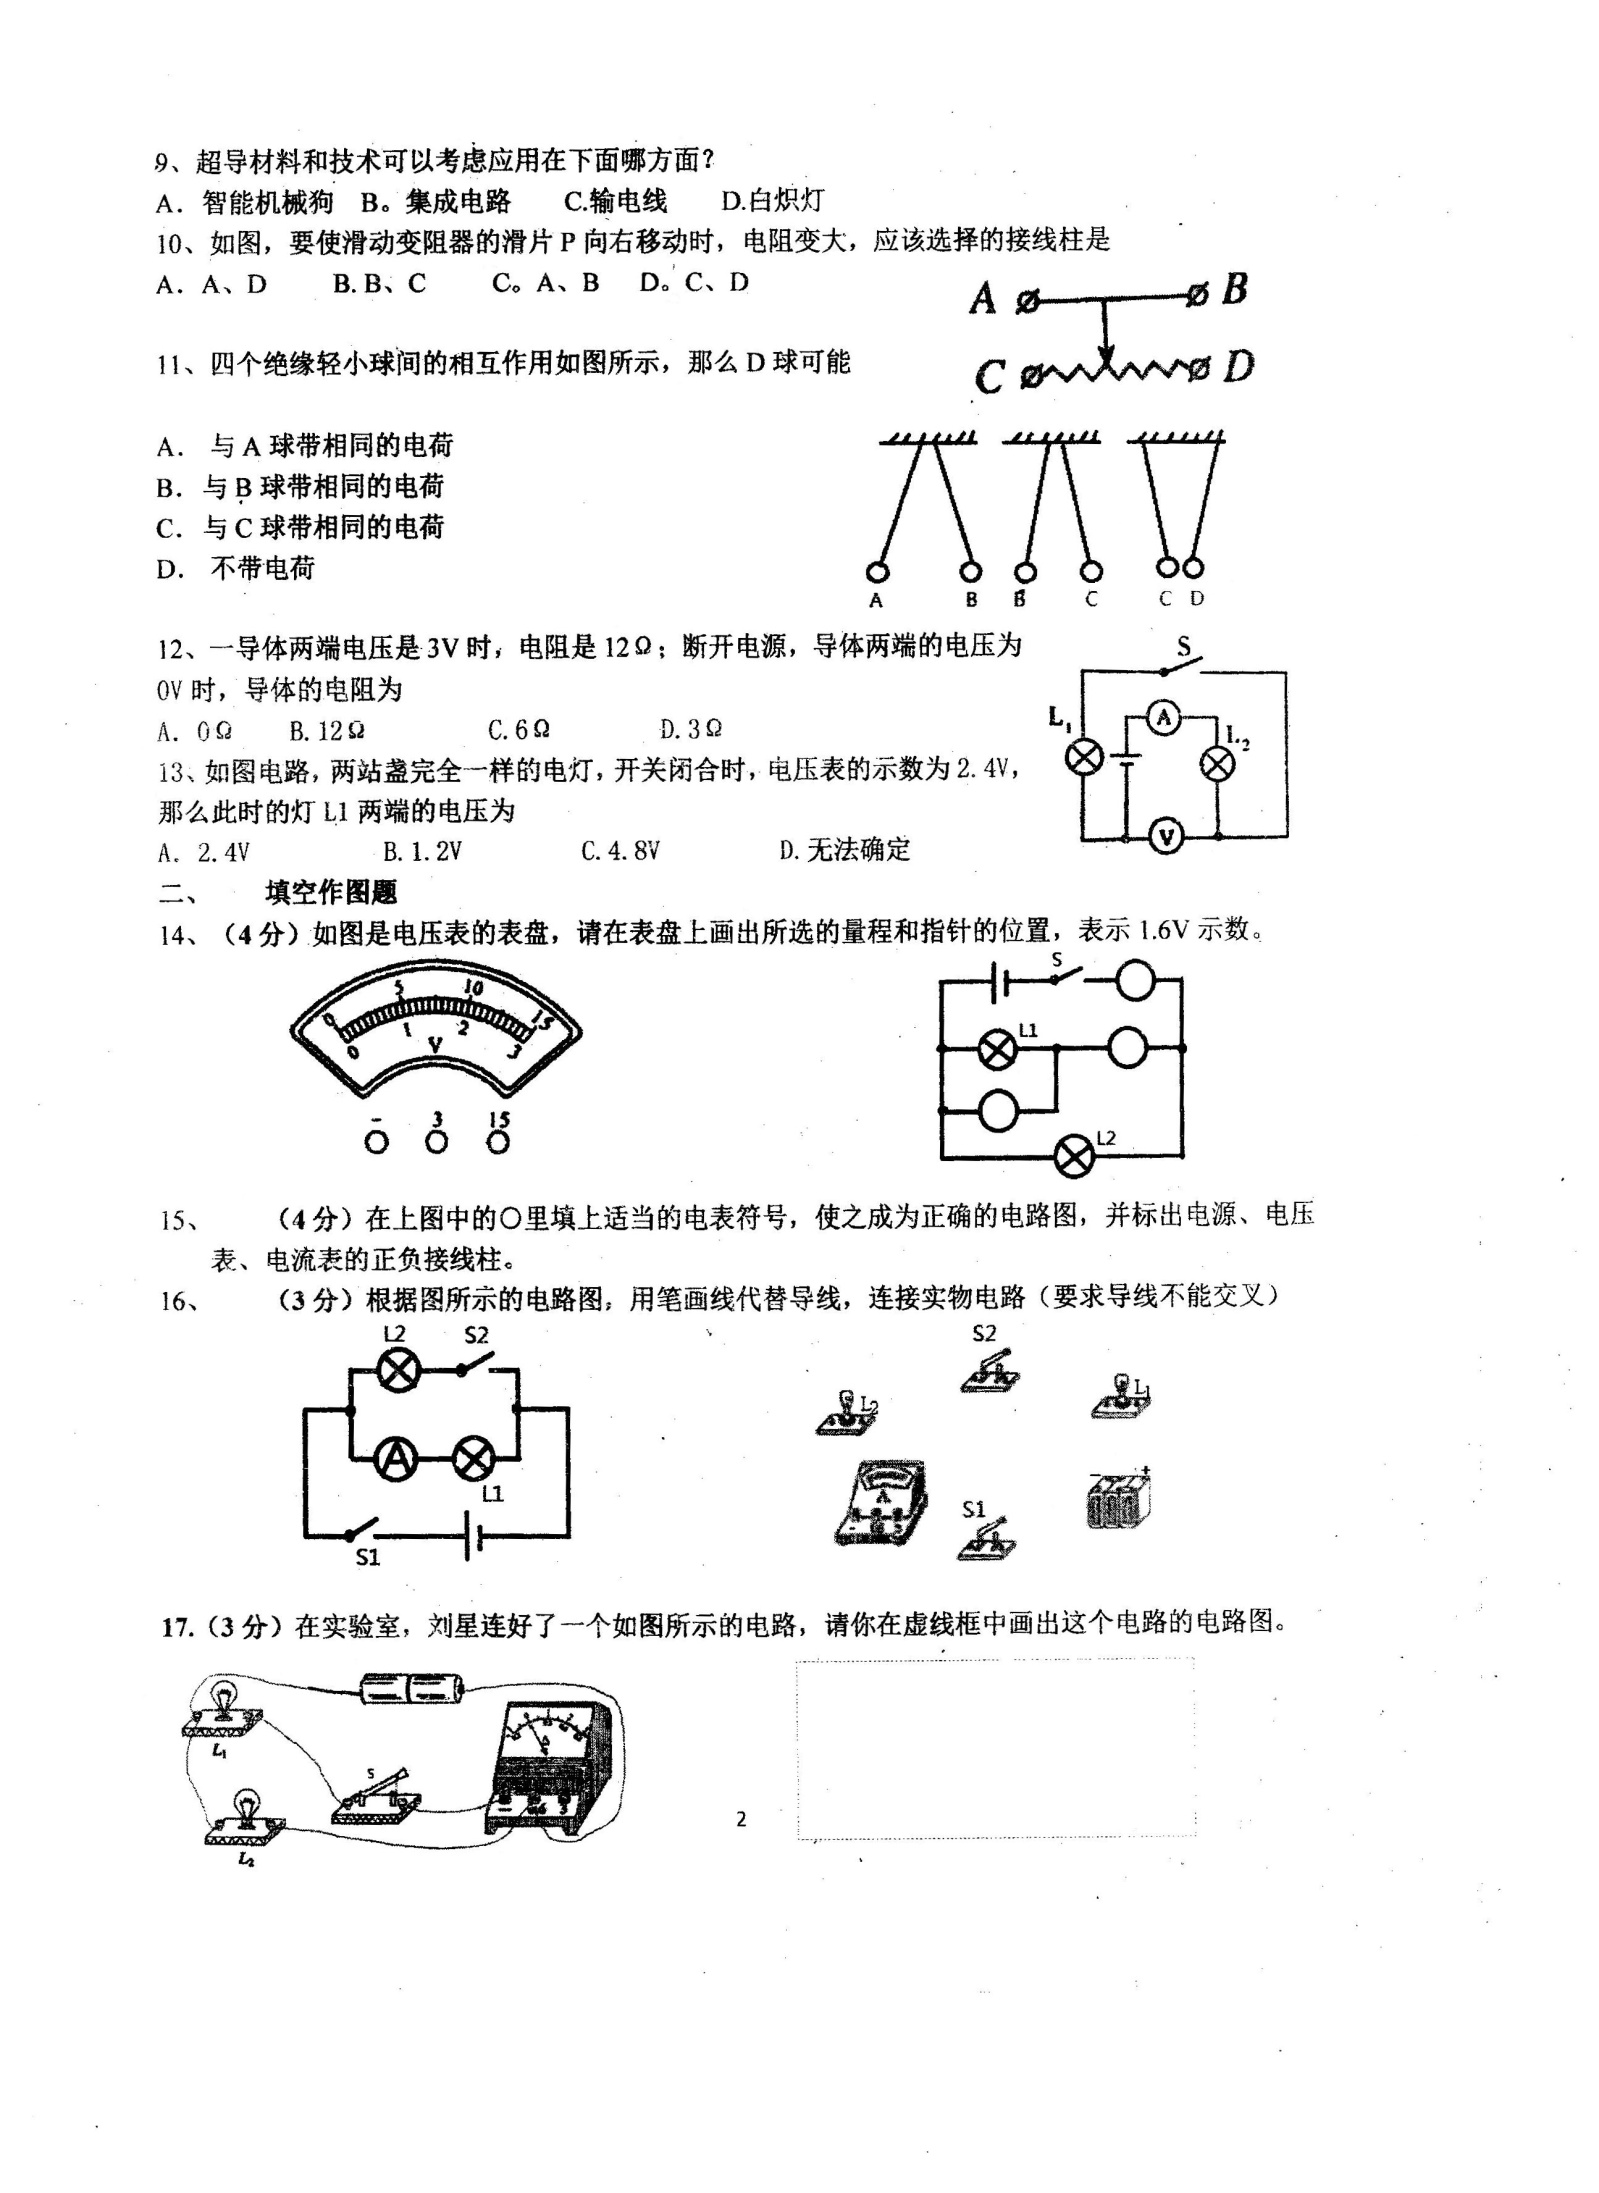 9、超导材料和技术可以考虑应用在下面哪方面？
A．智能机械狗 B。集成电路 C.输电线 D.白炽灯
10、如图，要使滑动变阻器的滑片 P 向右移动时，电阻变大，应该选择的接线柱是
A．A、D B. B、C C。A、B D。C、D
A B
C D
11、四个绝缘轻小球间的相互作用如图所示，那么 D 球可能
A． 与 A 球带相同的电荷
B．与 B 球带相同的电荷
C．与 C 球带相同的电荷
D． 不带电荷
A B B C C D
12、一导体两端电压是 3V 时，电阻是 12Ω；断开电源，导体两端的电压为
0V 时，导体的电阻为
A．0Ω B. 12Ω C. 6Ω D. 3Ω
S
L₁ A L₂
V
13、如图电路，两站盏完全一样的电灯，开关闭合时，电压表的示数为 2.4V，
那么此时的灯 L1 两端的电压为
A．2.4V B. 1.2V C. 4.8V D. 无法确定
二、 填空作图题
14、（4 分）如图是电压表的表盘，请在表盘上画出所选的量程和指针的位置，表示 1.6V 示数。
0 5 10 15
0 1 2 3
V
- 3 15
S
L1
L2
15、 （4 分）在上图中的〇里填上适当的电表符号，使之成为正确的电路图，并标出电源、电压
表、电流表的正负接线柱。
16、 （3 分）根据图所示的电路图，用笔画线代替导线，连接实物电路（要求导线不能交叉）
L2 S2
A
L1
S1
S2
L2 L1
A
S1
- +
17.（3 分）在实验室，刘星连好了一个如图所示的电路，请你在虚线框中画出这个电路的电路图。
L₁
S
A
- 0.6 3
L₂
2